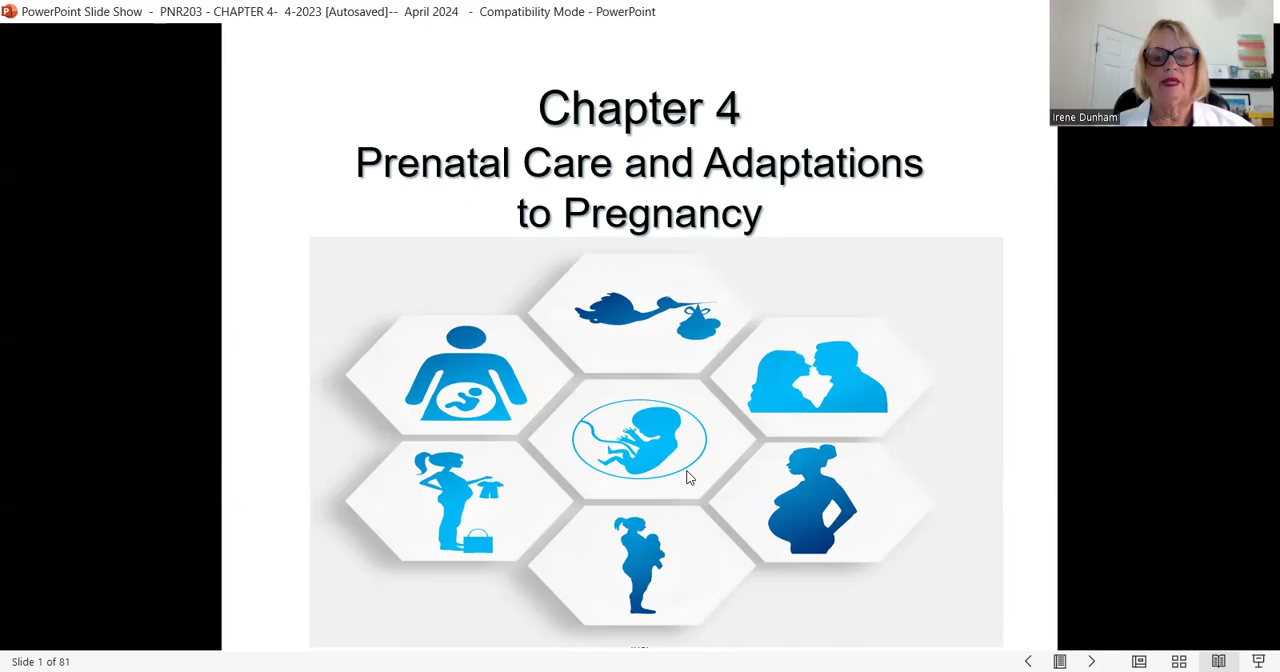 PowerPoint Slide Show - PNR203 - CHAPTER 4- 4-2023 [Autosaved]-- April 2024 - Compatibility Mode - PowerPoint
Irene Dunham
Chapter 4
Prenatal Care and Adaptations
to Pregnancy
Slide 1 of 81